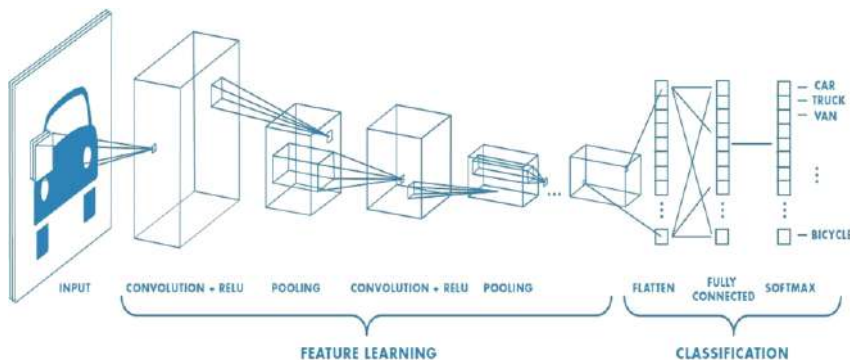 CAR
TRUCK
VAN
BICYCLE
INPUT
CONVOLUTION + RELU
POOLING
CONVOLUTION + RELU
POOLING
FLATTEN
FULLY
CONNECTED
SOFTMAX
FEATURE LEARNING
CLASSIFICATION